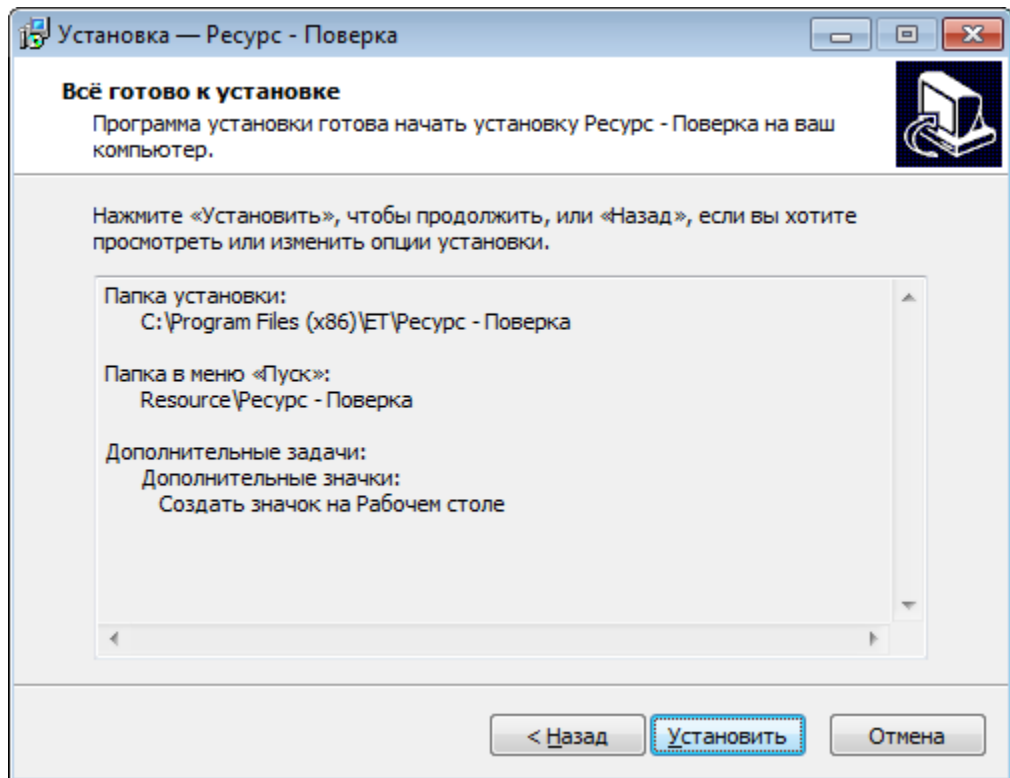 Установка — Ресурс - Поверка
Всё готово к установке
Программа установки готова начать установку Ресурс - Поверка на ваш
компьютер.
Нажмите «Установить», чтобы продолжить, или «Назад», если вы хотите
просмотреть или изменить опции установки.
Папка установки:
C:\Program Files (x86)\ET\Ресурс - Поверка
Папка в меню «Пуск»:
Resource\Ресурс - Поверка
Дополнительные задачи:
Дополнительные значки:
Создать значок на Рабочем столе
< Назад
Установить
Отмена